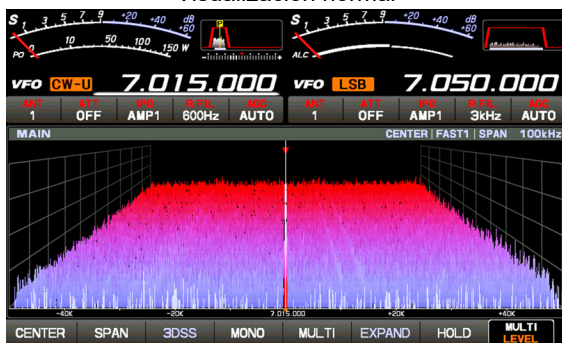 Visualización normal
S 1 3 5 7 9 +20 +40 +60 dB
PO 0 10 50 100 150 W
P
S 1 3 5 7 9 +20 +40 +60 dB
ALC
VFO CW-U 7.015.000
VFO LSB 7.050.000
ANT ATT IPO R.FIL AGC
1 OFF AMP1 600Hz AUTO
ANT ATT IPO R.FIL AGC
1 OFF AMP1 3kHz AUTO
MAIN CENTER | FAST1 | SPAN 100kHz
-40K -20K 7.015.000 +20K +40K
CENTER SPAN 3DSS MONO MULTI EXPAND HOLD MULTI
LEVEL